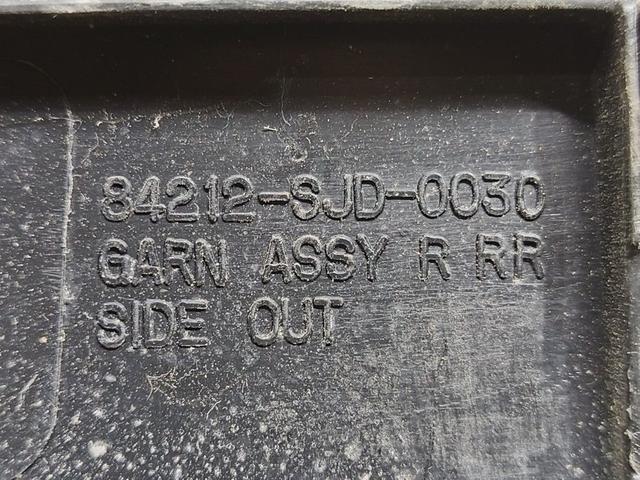 84212-SJD-0030
GARN ASSY R RR
SIDE OUT